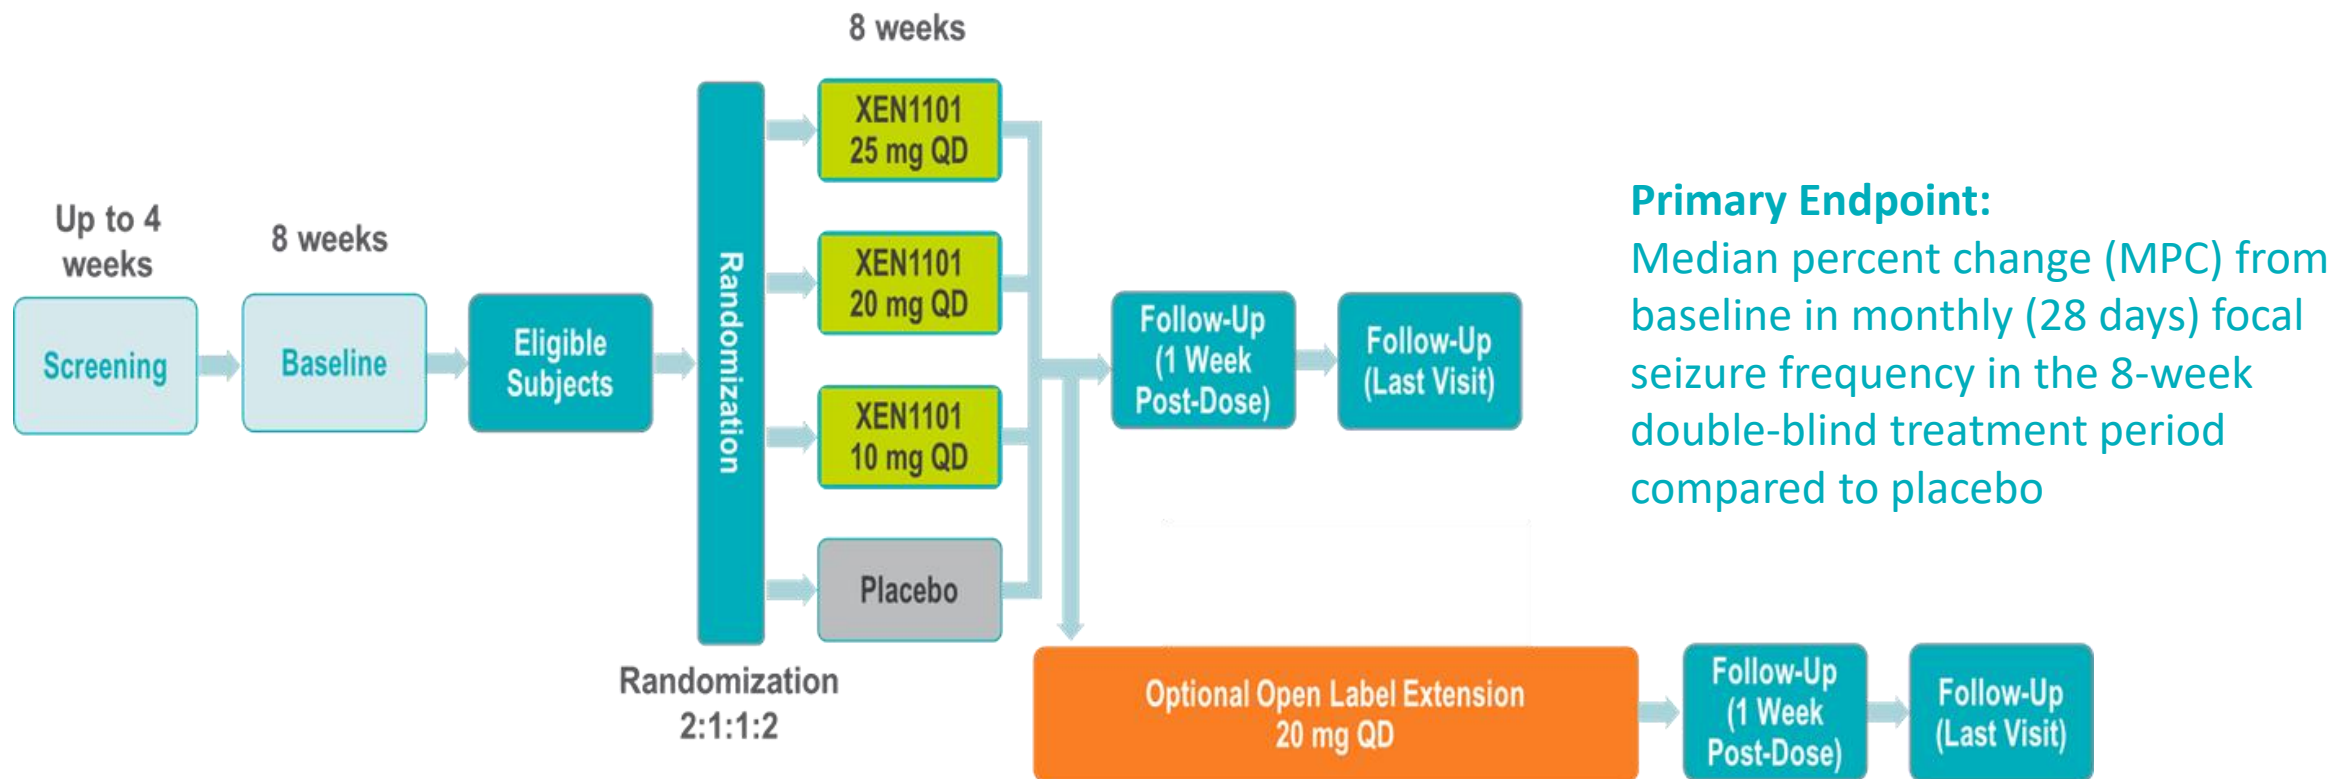 Up to 4
weeks
Screening
8 weeks
Baseline
Eligible
Subjects
Randomization
Randomization
2:1:1:2
8 weeks
XEN1101
25 mg QD
XEN1101
20 mg QD
XEN1101
10 mg QD
Placebo
Follow-Up
(1 Week
Post-Dose)
Follow-Up
(Last Visit)
Optional Open Label Extension
20 mg QD
Follow-Up
(1 Week
Post-Dose)
Follow-Up
(Last Visit)
Primary Endpoint:
Median percent change (MPC) from
baseline in monthly (28 days) focal
seizure frequency in the 8-week
double-blind treatment period
compared to placebo